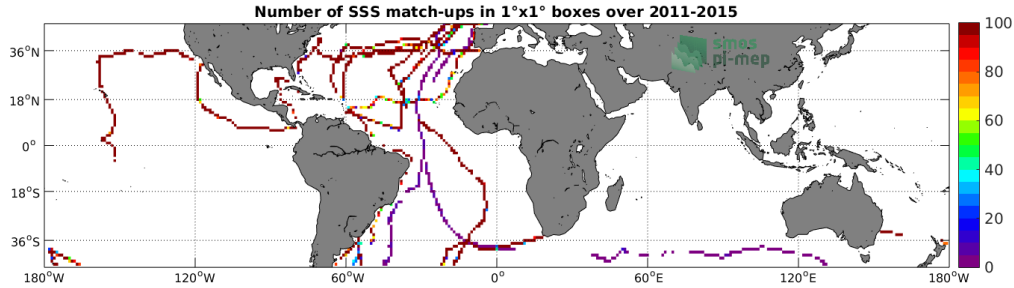 Number of SSS match-ups in 1°x1° boxes over 2011-2015
smos
pi-mep
36°N
18°N
0°
18°S
36°S
180°W
120°W
60°W
0°
60°E
120°E
180°W
100
80
60
40
20
0